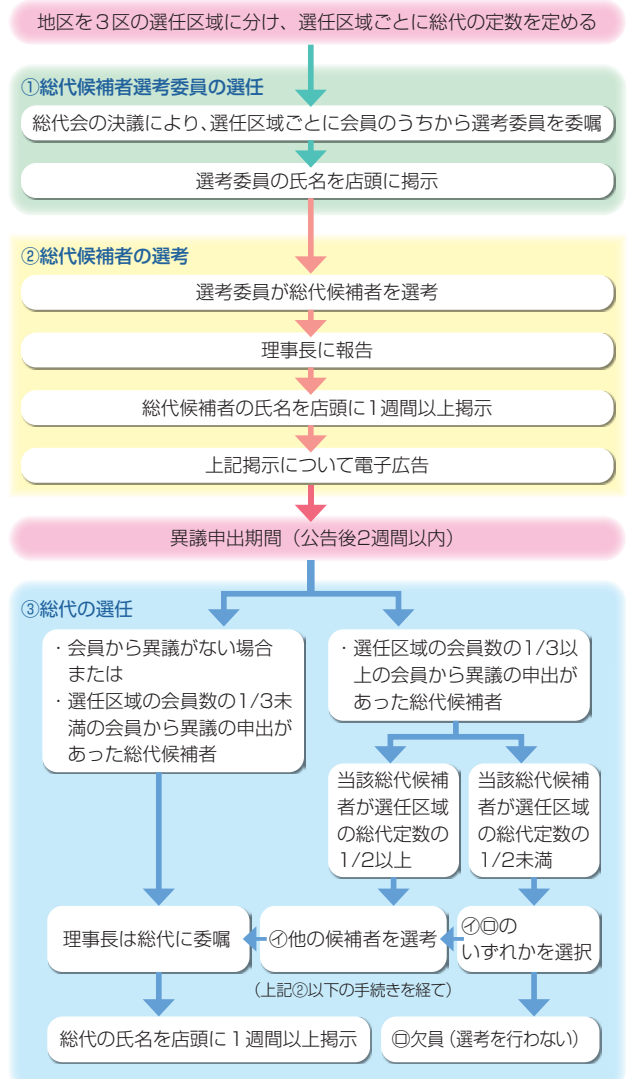 地区を3区の選任区域に分け、選任区域ごとに総代の定数を定める
①総代候補者選考委員の選任
総代会の決議により、選任区域ごとに会員のうちから選考委員を委嘱
選考委員の氏名を店頭に掲示
②総代候補者の選考
選考委員が総代候補者を選考
理事長に報告
総代候補者の氏名を店頭に1週間以上掲示
上記掲示について電子広告
異議申出期間（公告後2週間以内）
③総代の選任
・会員から異議がない場合
または
・選任区域の会員数の1/3未
満の会員から異議の申出が
あった総代候補者
・選任区域の会員数の1/3以
上の会員から異議の申出が
あった総代候補者
当該総代候補
者が選任区域
の総代定数の
1/2以上
当該総代候補
者が選任区域
の総代定数の
1/2未満
理事長は総代に委嘱
㋑他の候補者を選考
㋑㋺の
いずれかを選択
（上記②以下の手続きを経て）
総代の氏名を店頭に1週間以上掲示
㋺欠員（選考を行わない）